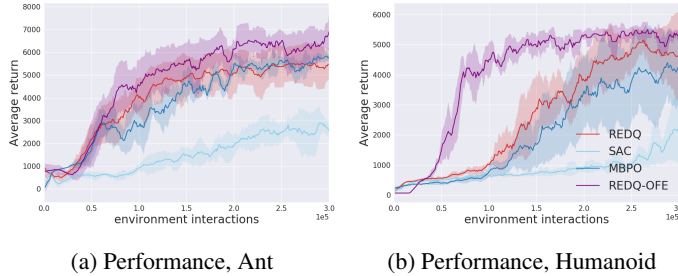 8000
7000
6000
5000
4000
3000
2000
1000
0
Average return
0.0 0.5 1.0 1.5 2.0 2.5 3.0
1e5
environment interactions
(a) Performance, Ant
6000
5000
4000
3000
2000
1000
0
Average return
REDQ
SAC
MBPO
REDQ-OFE
0.0 0.5 1.0 1.5 2.0 2.5 3.0
1e5
environment interactions
(b) Performance, Humanoid